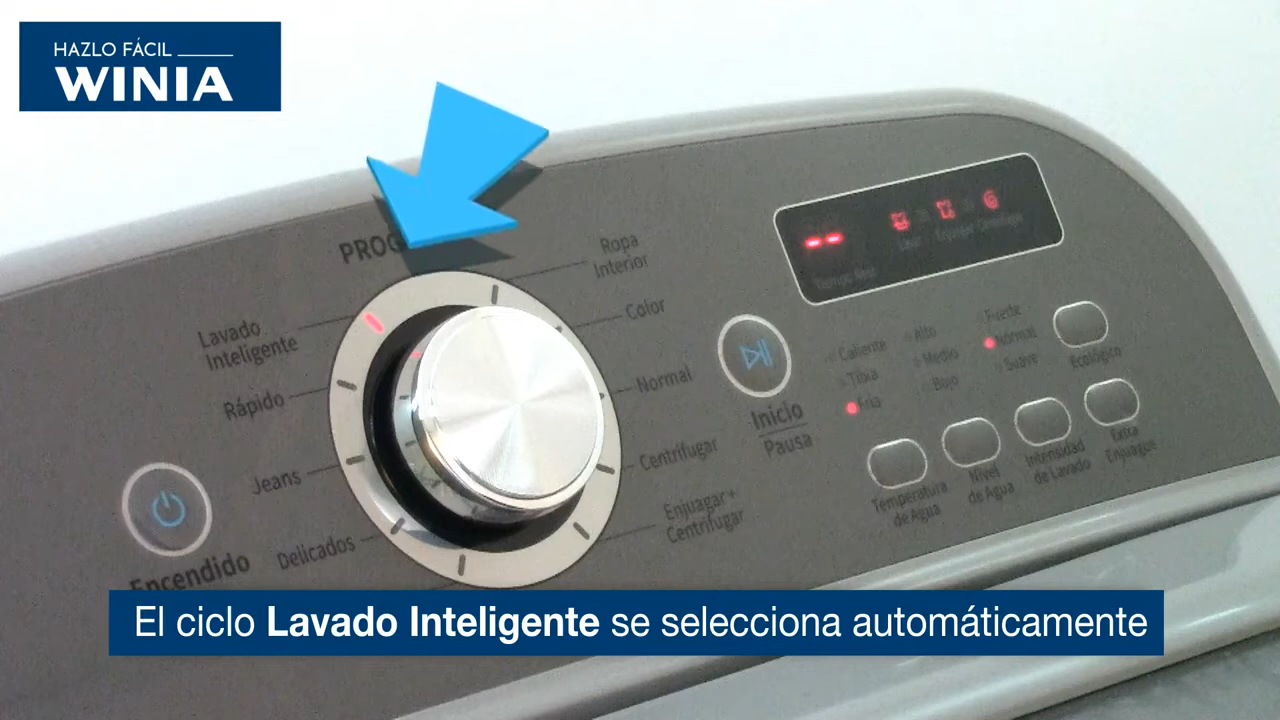 HAZLO FÁCIL
WINIA
PROG
Ropa
Interior
Color
Normal
Centrifugar
Enjuagar+
Centrifugar
Lavado
Inteligente
Rápido
Jeans
Delicados
Encendido
Inicio
Pausa
Caliente
Tibia
Fría
Alto
Medio
Bajo
Fuerte
Normal
Suave
Ecológico
Temperatura
de Agua
Nivel
de Agua
Intensidad
de Lavado
Extra
Enjuague
El ciclo Lavado Inteligente se selecciona automáticamente